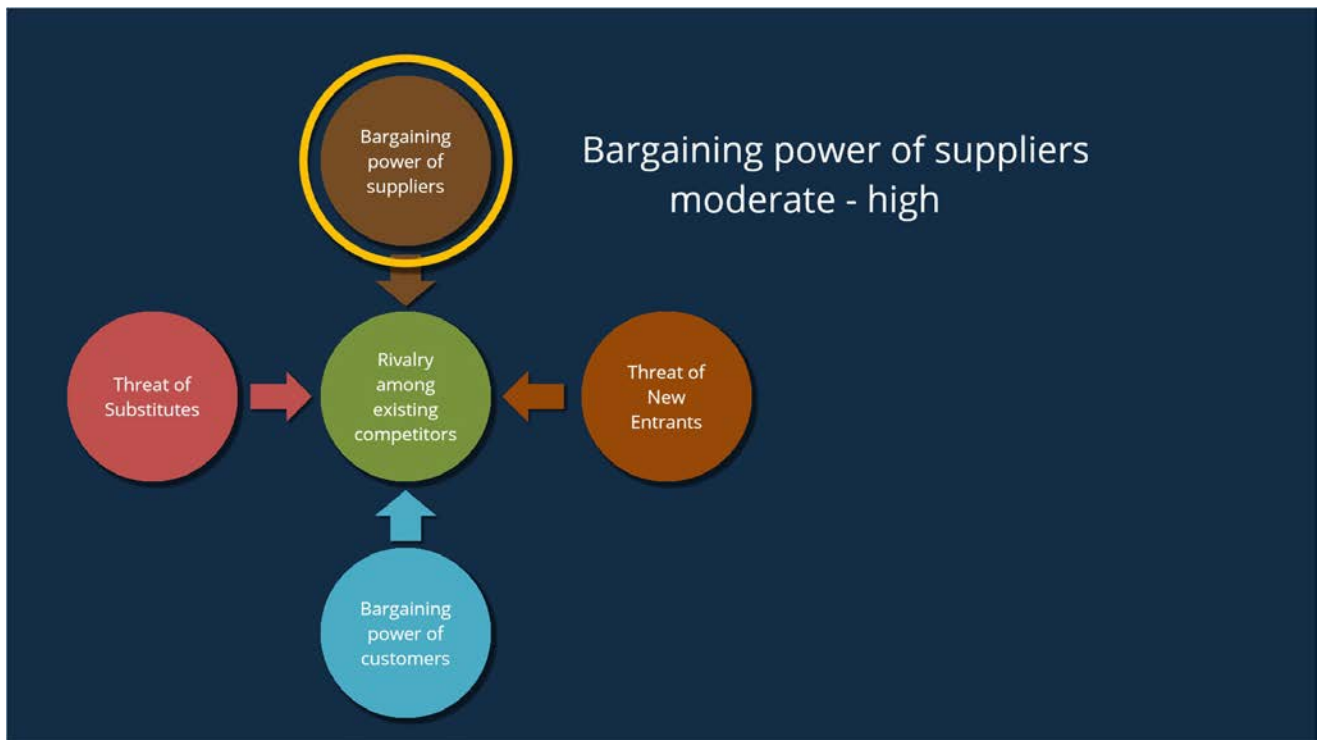 Bargaining
power of
suppliers
Bargaining power of suppliers
moderate - high
Threat of
Substitutes
Rivalry
among
existing
competitors
Threat of
New
Entrants
Bargaining
power of
customers